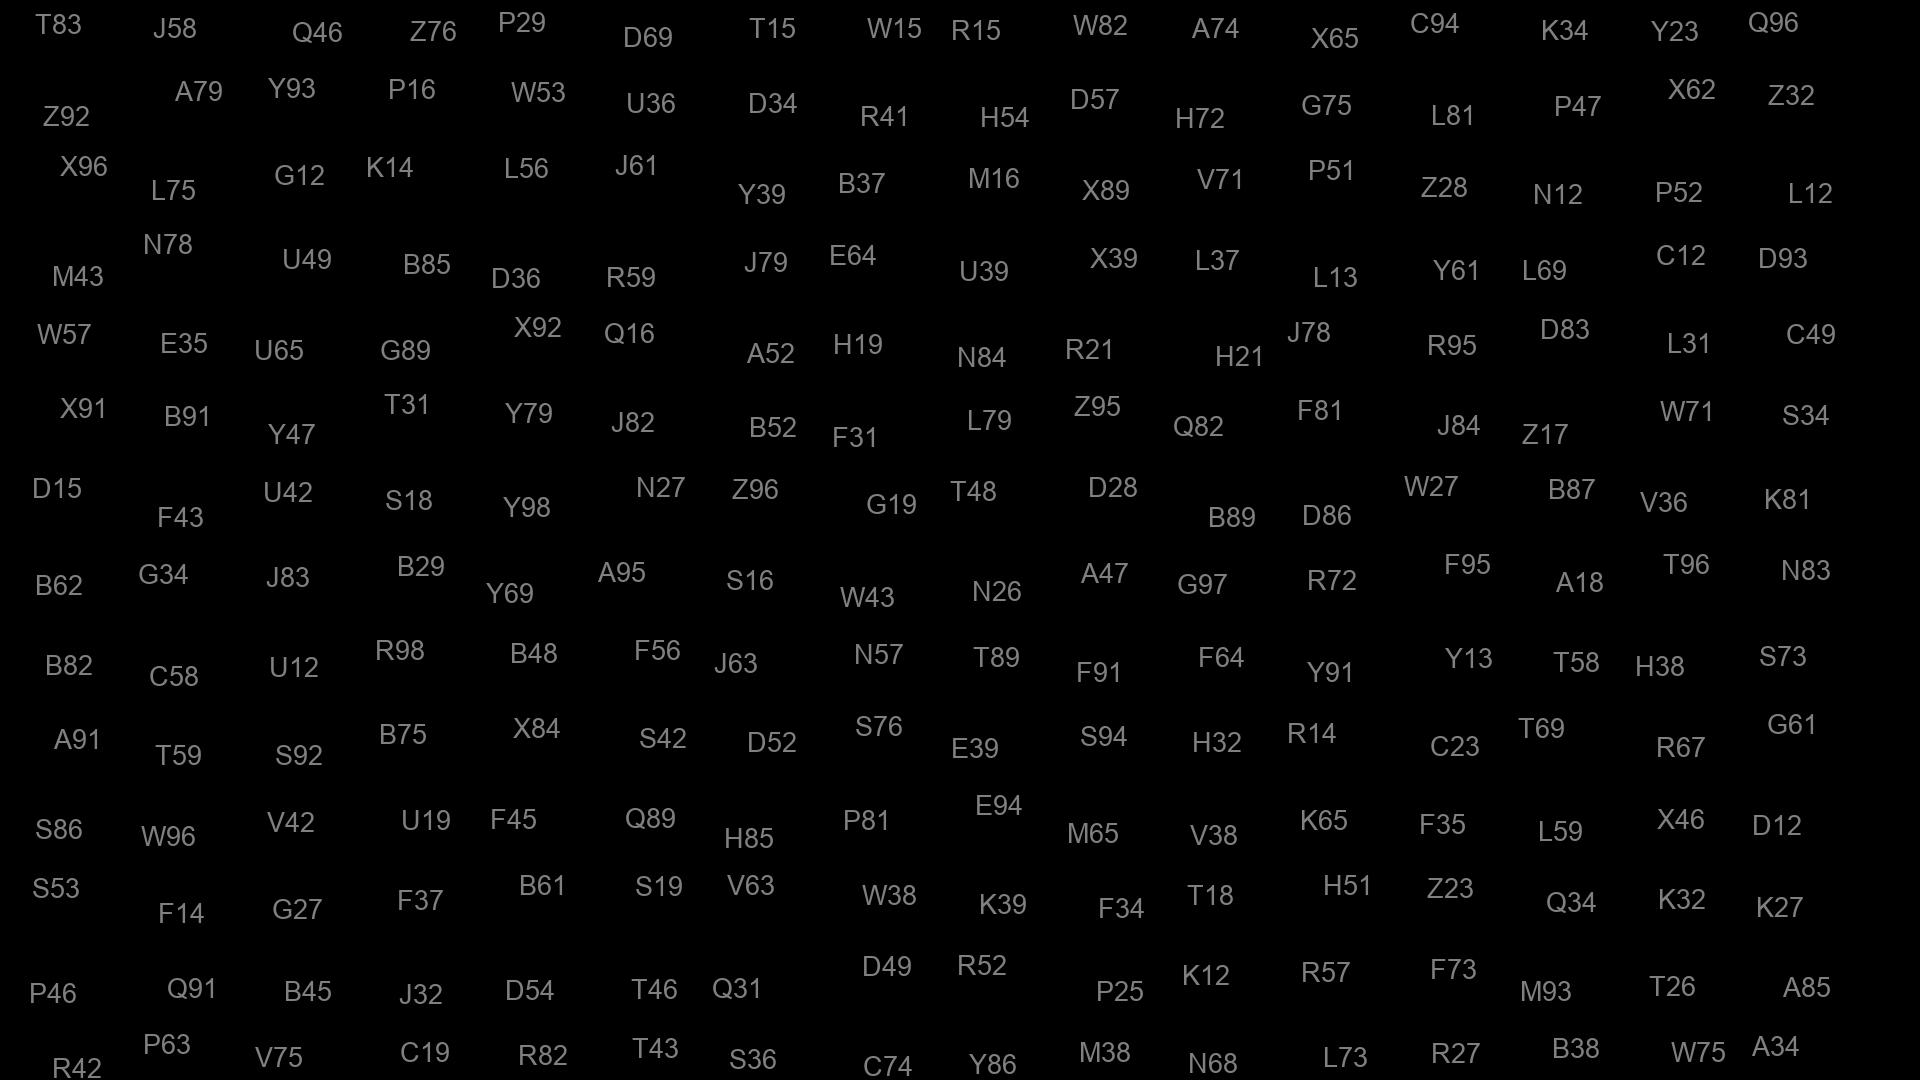 T83 J58 Q46 Z76 P29 D69 T15 W15 R15 W82 A74 X65 C94 K34 Y23 Q96
Z92 A79 Y93 P16 W53 U36 D34 R41 H54 D57 H72 G75 L81 P47 X62 Z32
X96 L75 G12 K14 L56 J61 Y39 B37 M16 X89 V71 P51 Z28 N12 P52 L12
M43 N78 U49 B85 D36 R59 J79 E64 U39 X39 L37 L13 Y61 L69 C12 D93
W57 E35 U65 G89 X92 Q16 A52 H19 N84 R21 H21 J78 R95 D83 L31 C49
X91 B91 Y47 T31 Y79 J82 B52 F31 L79 Z95 Q82 F81 J84 Z17 W71 S34
D15 F43 U42 S18 Y98 N27 Z96 G19 T48 D28 B89 D86 W27 B87 V36 K81
B62 G34 J83 B29 Y69 A95 S16 W43 N26 A47 G97 R72 F95 A18 T96 N83
B82 C58 U12 R98 B48 F56 J63 N57 T89 F91 F64 Y91 Y13 T58 H38 S73
A91 T59 S92 B75 X84 S42 D52 S76 E39 S94 H32 R14 C23 T69 R67 G61
S86 W96 V42 U19 F45 Q89 H85 P81 E94 M65 V38 K65 F35 L59 X46 D12
S53 F14 G27 F37 B61 S19 V63 W38 K39 F34 T18 H51 Z23 Q34 K32 K27
P46 Q91 B45 J32 D54 T46 Q31 D49 R52 P25 K12 R57 F73 M93 T26 A85
R42 P63 V75 C19 R82 T43 S36 C74 Y86 M38 N68 L73 R27 B38 W75 A34